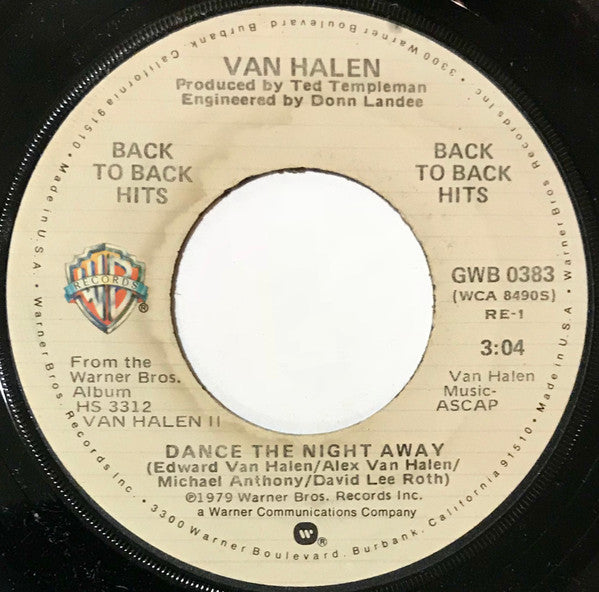 VAN HALEN
Produced by Ted Templeman
Engineered by Donn Landee
BACK
TO BACK
HITS
BACK
TO BACK
HITS
WB
RECORDS
®
GWB 0383
(WCA 8490S)
RE-1
3:04
Van Halen
Music-
ASCAP
From the
Warner Bros.
Album
HS 3312
VAN HALEN II
DANCE THE NIGHT AWAY
(Edward Van Halen/Alex Van Halen/
Michael Anthony/David Lee Roth)
℗1979 Warner Bros. Records Inc.
a Warner Communications Company
W®
Made in U.S.A. • Warner Bros. Records Inc. • 3300 Warner Boulevard, Burbank, California 91510 • Made in U.S.A. • Warner Bros. Records Inc. • 3300 Warner Boulevard, Burbank, California 91510 •